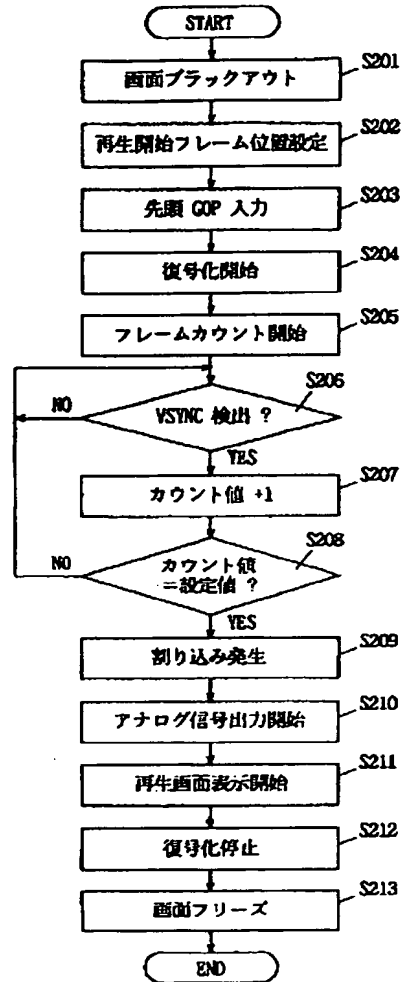 START
画面ブラックアウト
S201
再生開始フレーム位置設定
S202
先頭 GOP 入力
S203
復号化開始
S204
フレームカウント開始
S205
VSYNC 検出 ?
S206
NO
YES
カウント値 +1
S207
カウント値
=設定値 ?
S208
NO
YES
割り込み発生
S209
アナログ信号出力開始
S210
再生画面表示開始
S211
復号化停止
S212
画面フリーズ
S213
END